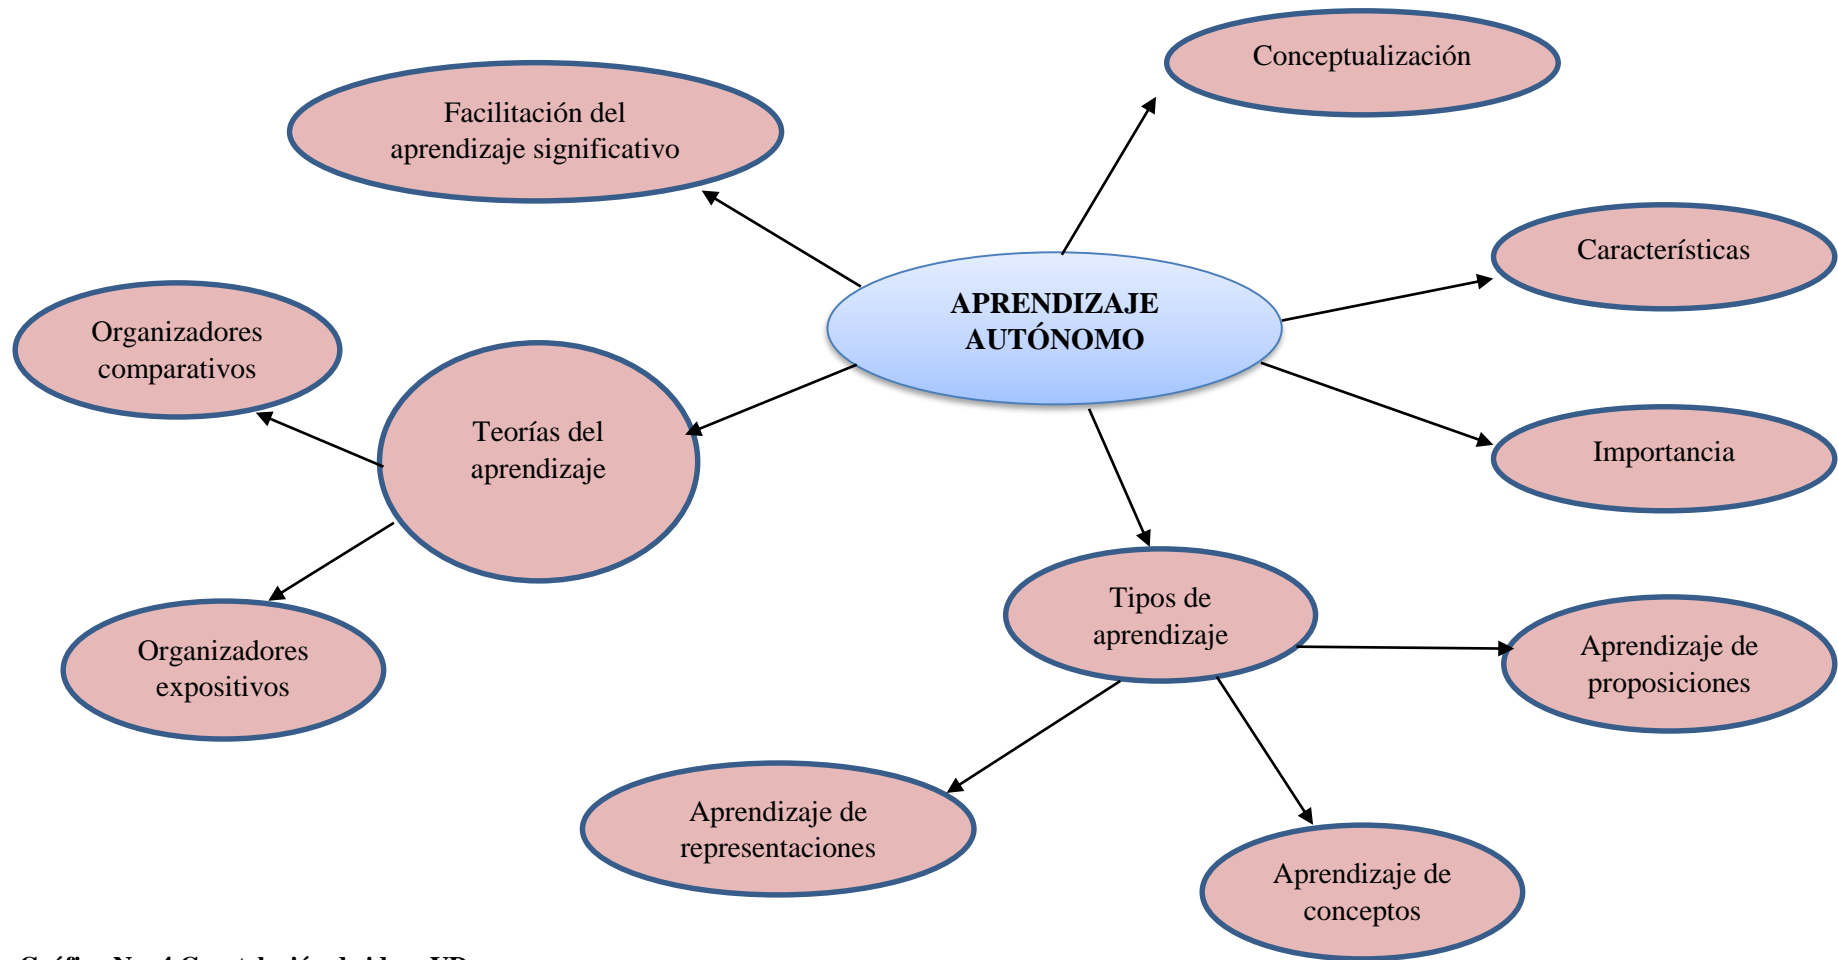 Conceptualización
Facilitación del
aprendizaje significativo
Característísticas
APRENDIZAJE
AUTÓNOMO
Organizadores
comparativos
Teorías del
aprendizaje
Importancia
Tipos de
aprendizaje
Organizadores
expositivos
Aprendizaje de
proposiciones
Aprendizaje de
representaciones
Aprendizaje de
conceptos